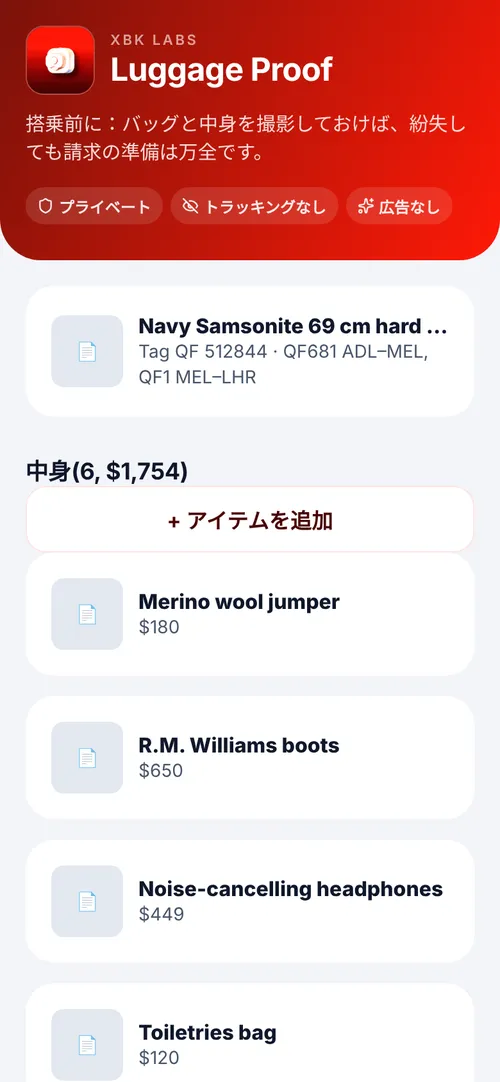 XBK LABS
Luggage Proof
搭乗前に：バッグと中身を撮影しておけば、紛失し
ても請求の準備は万全です。
プライベート
トラッキングなし
広告なし
Navy Samsonite 69 cm hard ...
Tag QF 512844 · QF681 ADL–MEL,
QF1 MEL–LHR
中身(6, $1,754)
+ アイテムを追加
Merino wool jumper
$180
R.M. Williams boots
$650
Noise-cancelling headphones
$449
Toiletries bag
$120